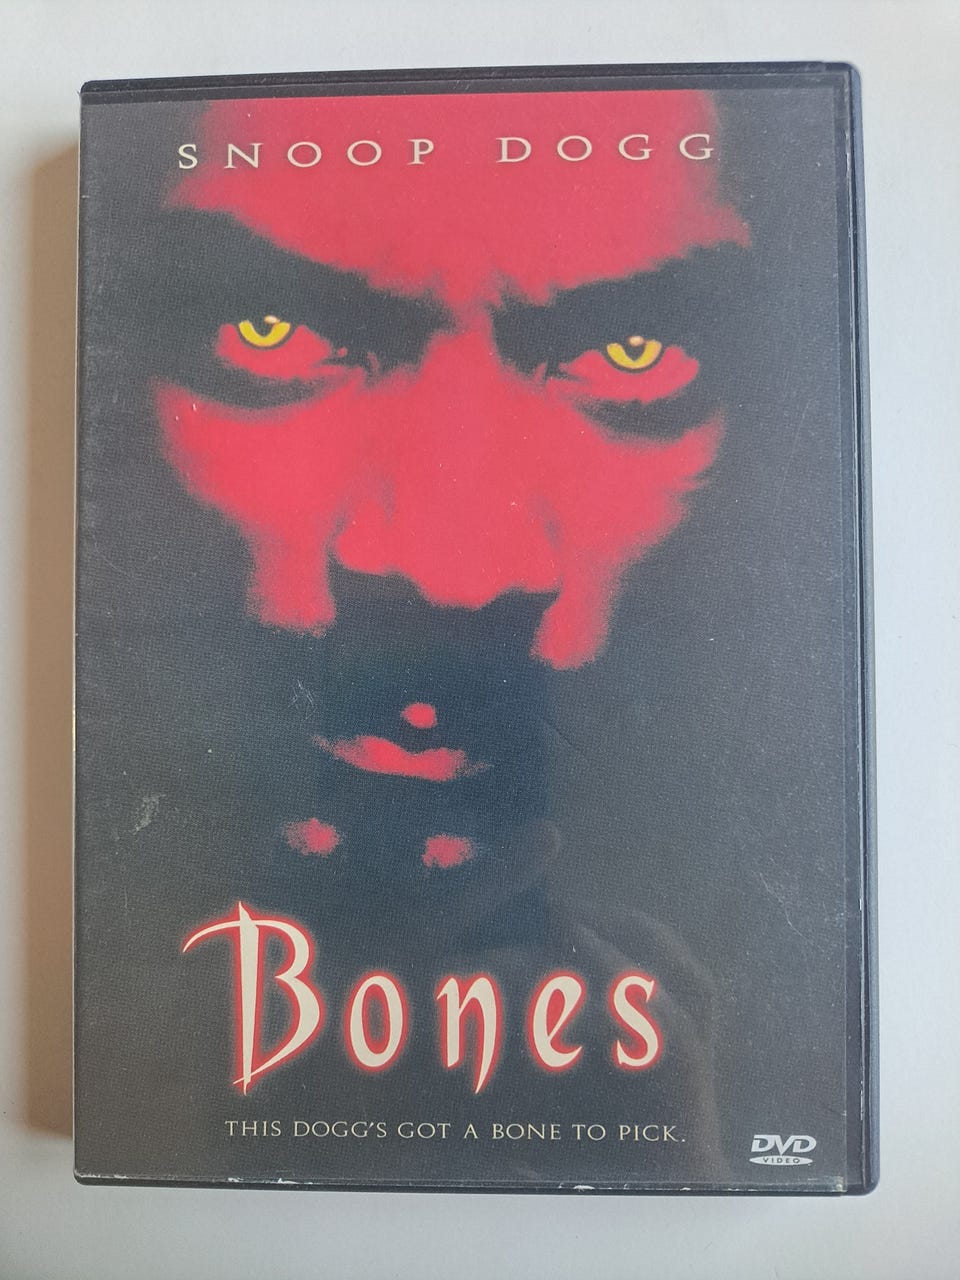 SNOOP DOGG
Bones
THIS DOGG'S GOT A BONE TO PICK.
DVD
VIDEO